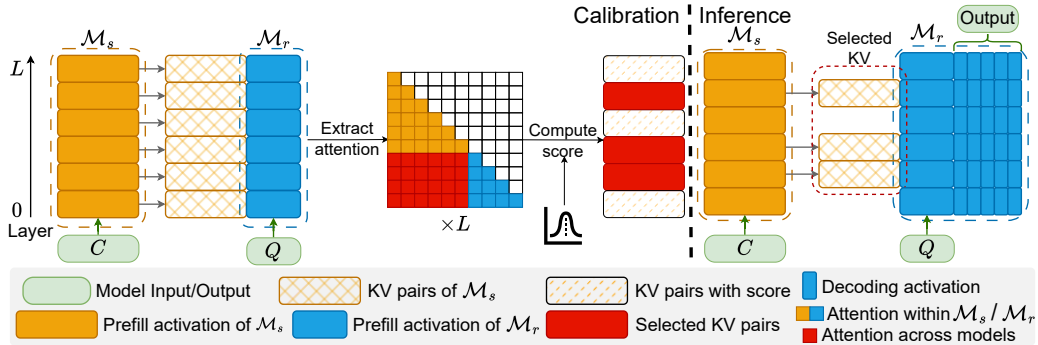 Calibration
Inference
Output
ℳₛ
ℳᵣ
L
0
Layer
C
Q
Extract
attention
×L
Compute
score
ℳₛ
Selected
KV
ℳᵣ
C
Q
Model Input/Output
KV pairs of ℳₛ
KV pairs with score
Decoding activation
Prefill activation of ℳₛ
Prefill activation of ℳᵣ
Selected KV pairs
Attention within ℳₛ / ℳᵣ
Attention across models